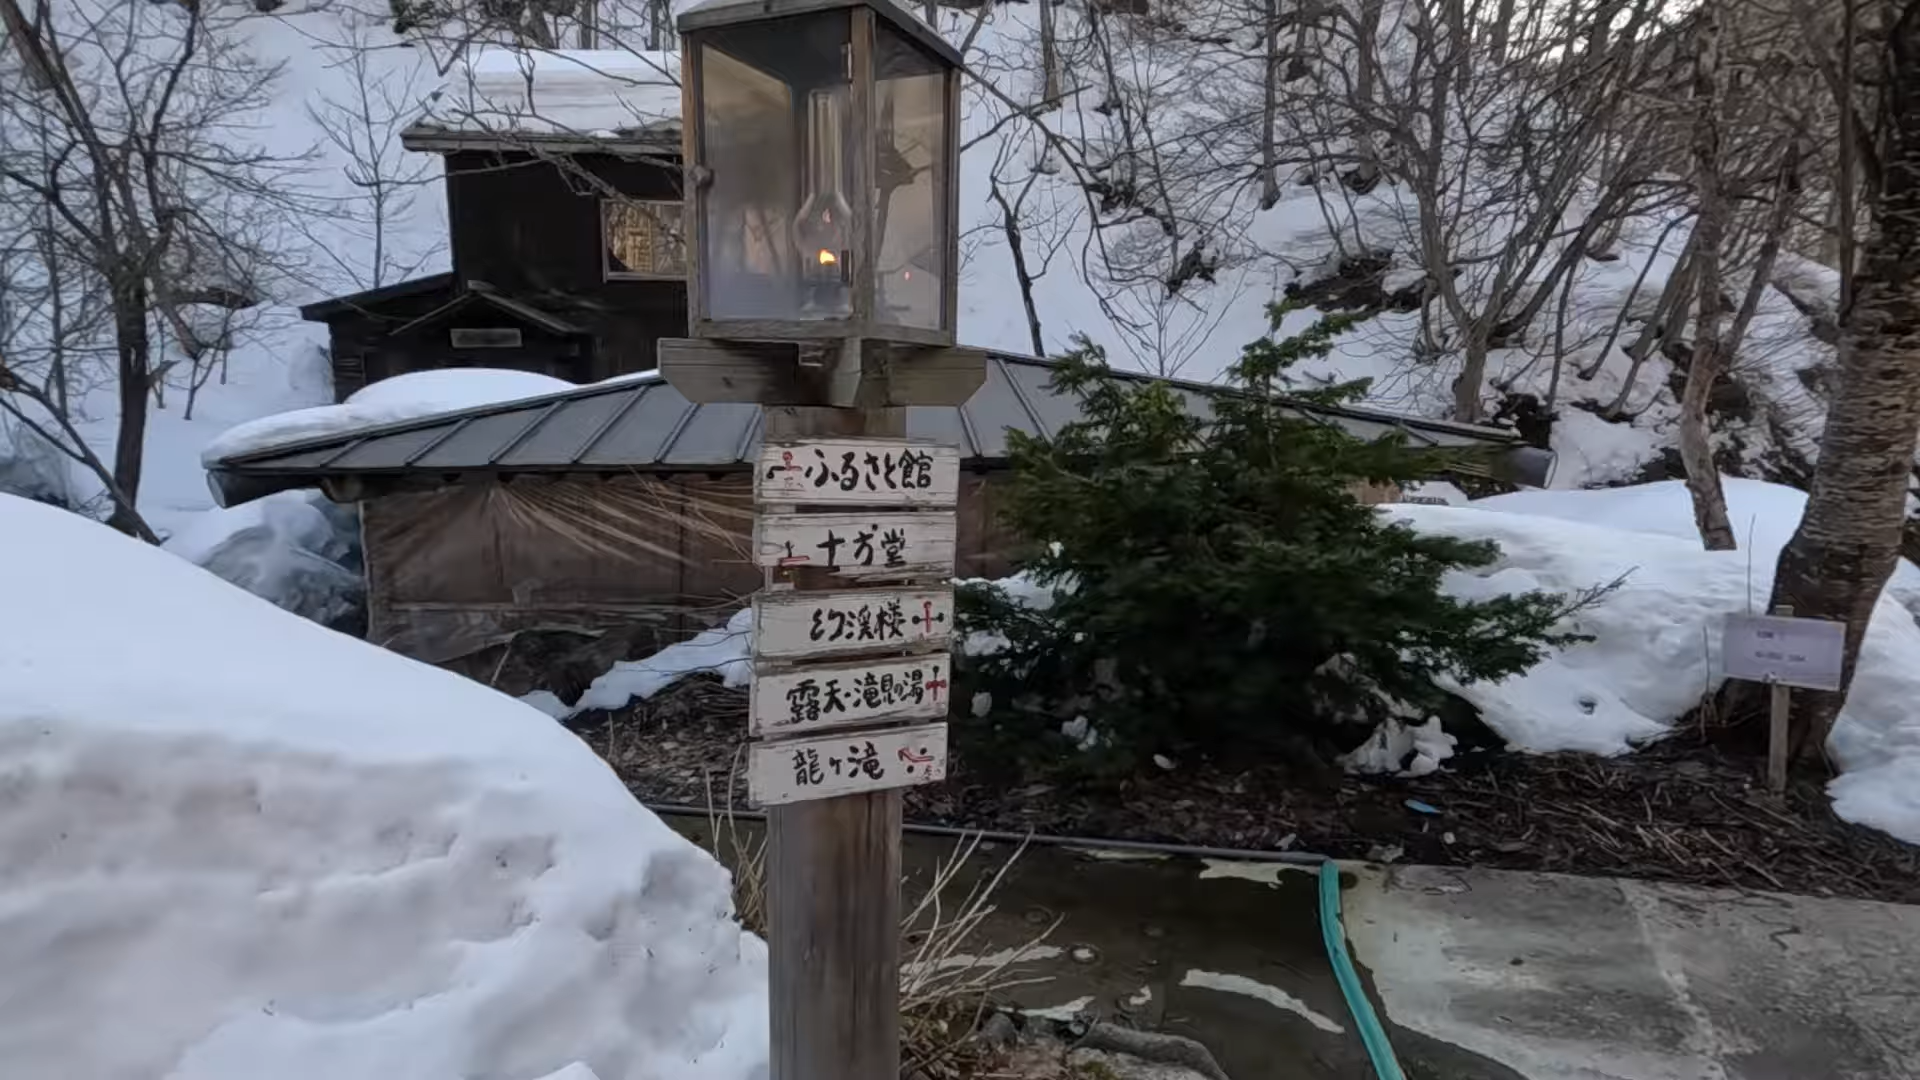 ふるさと館
十方堂
幻渓楼
露天・滝見の湯
龍ヶ滝